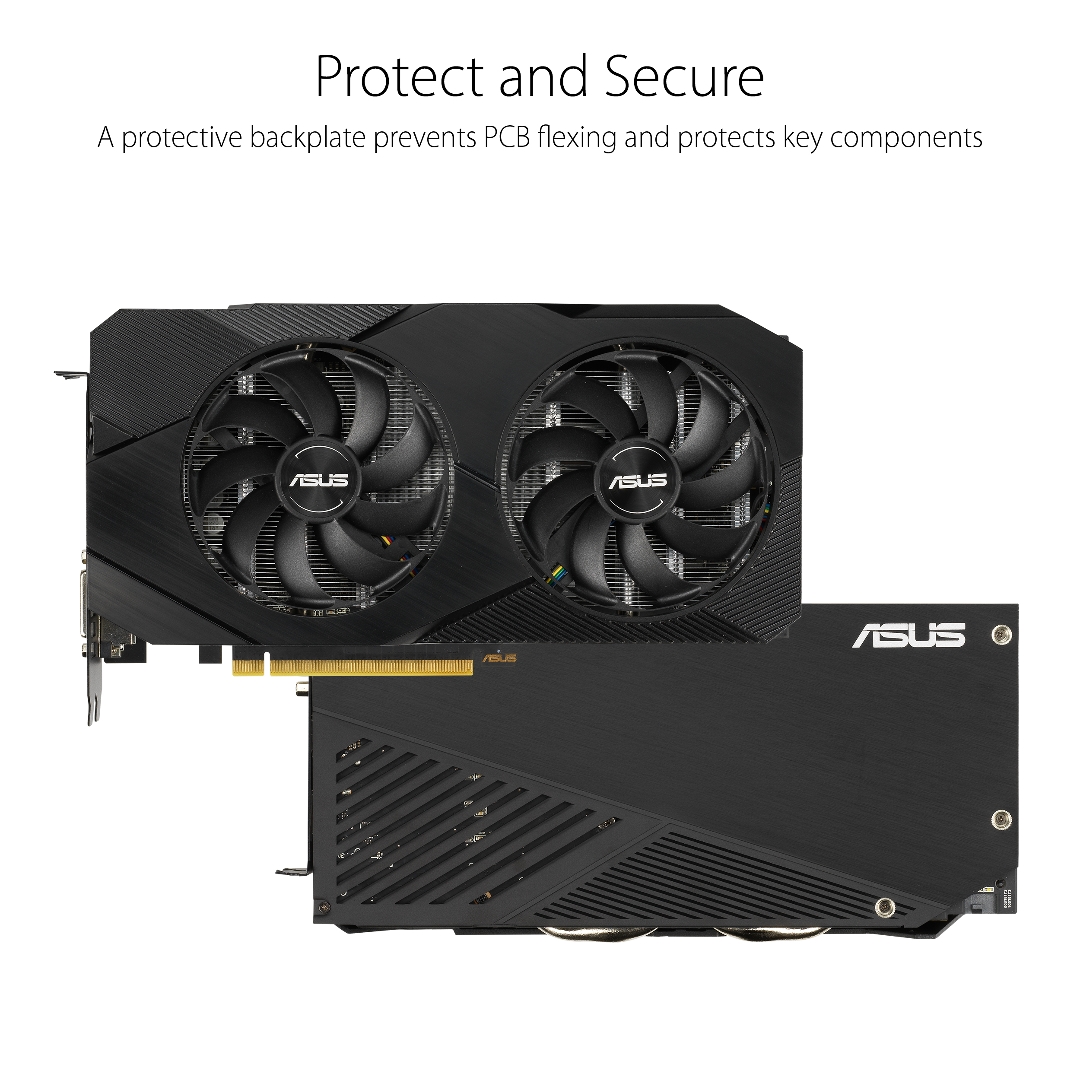 Protect and Secure
A protective backplate prevents PCB flexing and protects key components
ASUS
ASUS
ASUS
ASUS